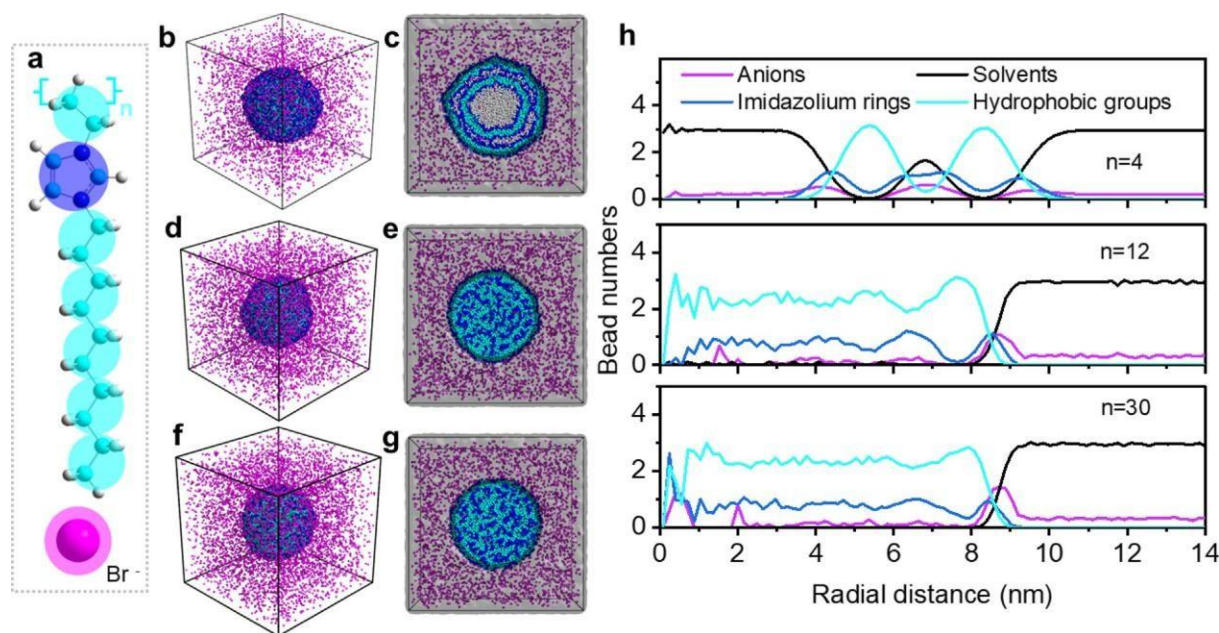 a
n
Br -
b
c
d
e
f
g
h
Anions
Solvents
Imidazolium rings
Hydrophobic groups
4
2
0
n=4
4
2
0
n=12
4
2
0
n=30
Bead numbers
0 2 4 6 8 10 12 14
Radial distance (nm)